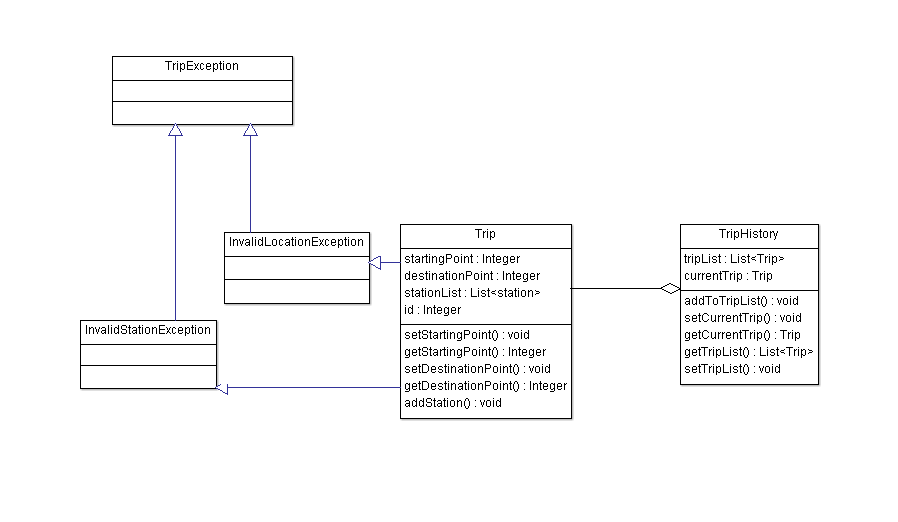 TripException
InvalidLocationException
InvalidStationException
Trip
startingPoint : Integer
destinationPoint : Integer
stationList : List<station>
id : Integer
setStartingPoint() : void
getStartingPoint() : Integer
setDestinationPoint() : void
getDestinationPoint() : Integer
addStation() : void
TripHistory
tripList : List<Trip>
currentTrip : Trip
addToTripList() : void
setCurrentTrip() : void
getCurrentTrip() : Trip
getTripList() : List<Trip>
setTripList() : void